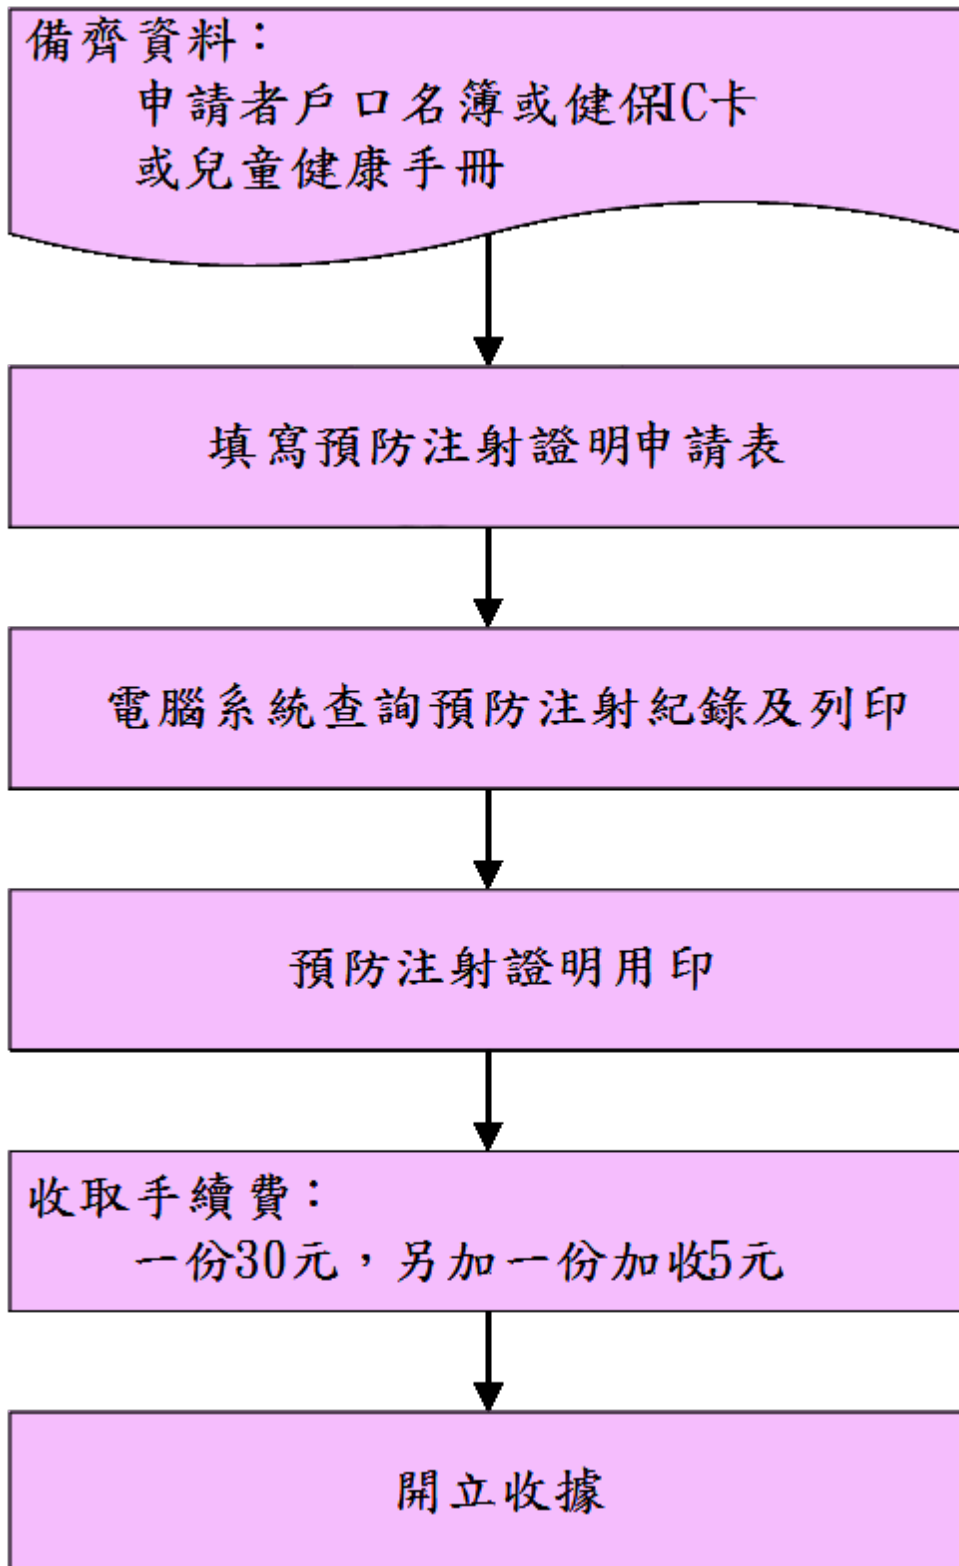 備齊資料：
申請者戶口名簿或健保IC卡
或兒童健康手冊
填寫預防注射證明申請表
電腦系統查詢預防注射紀錄及列印
預防注射證明用印
收取手續費：
一份30元，另加一份加收5元
開立收據